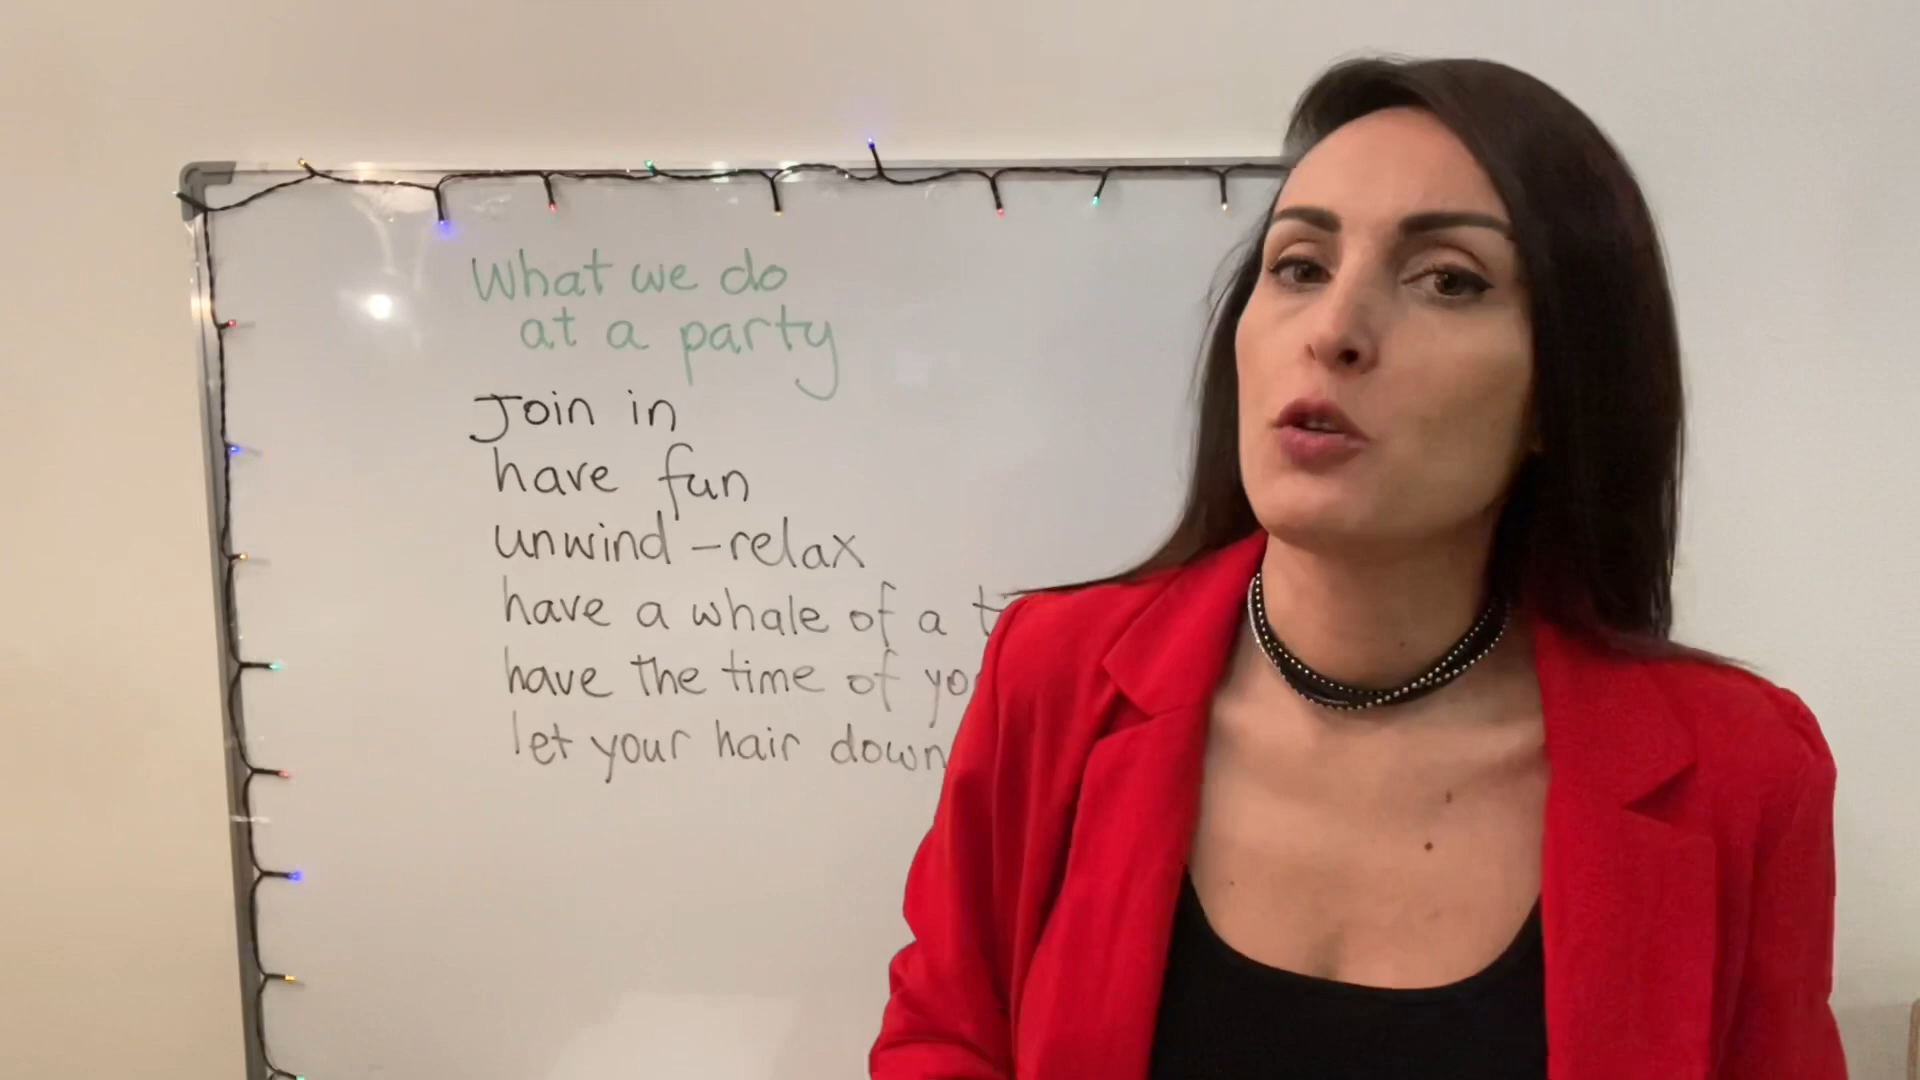 What we do
at a party
Join in
have fun
unwind - relax
have a whale of a
have the time of
let your hair down